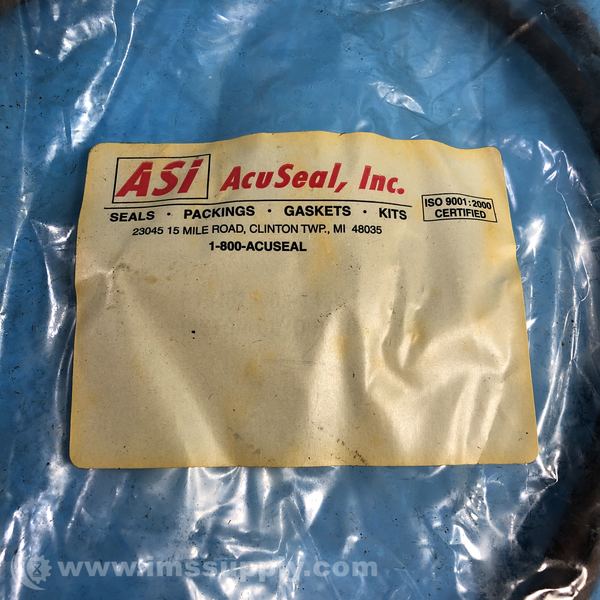 ASI AcuSeal, Inc.
SEALS · PACKINGS · GASKETS · KITS
ISO 9001:2000
CERTIFIED
23045 15 MILE ROAD, CLINTON TWP., MI 48035
1-800-ACUSEAL
www.imssupply.com